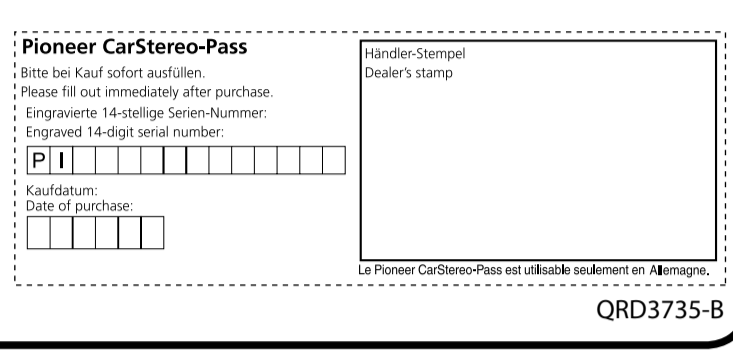 Pioneer CarStereo-Pass
Bitte bei Kauf sofort ausfüllen.
Please fill out immediately after purchase.
Eingravierte 14-stellige Serien-Nummer:
Engraved 14-digit serial number:
P I
Kaufdatum:
Date of purchase:
Händler-Stempel
Dealer's stamp
Le Pioneer CarStereo-Pass est utilisable seulement en Allemagne.
QRD3735-B